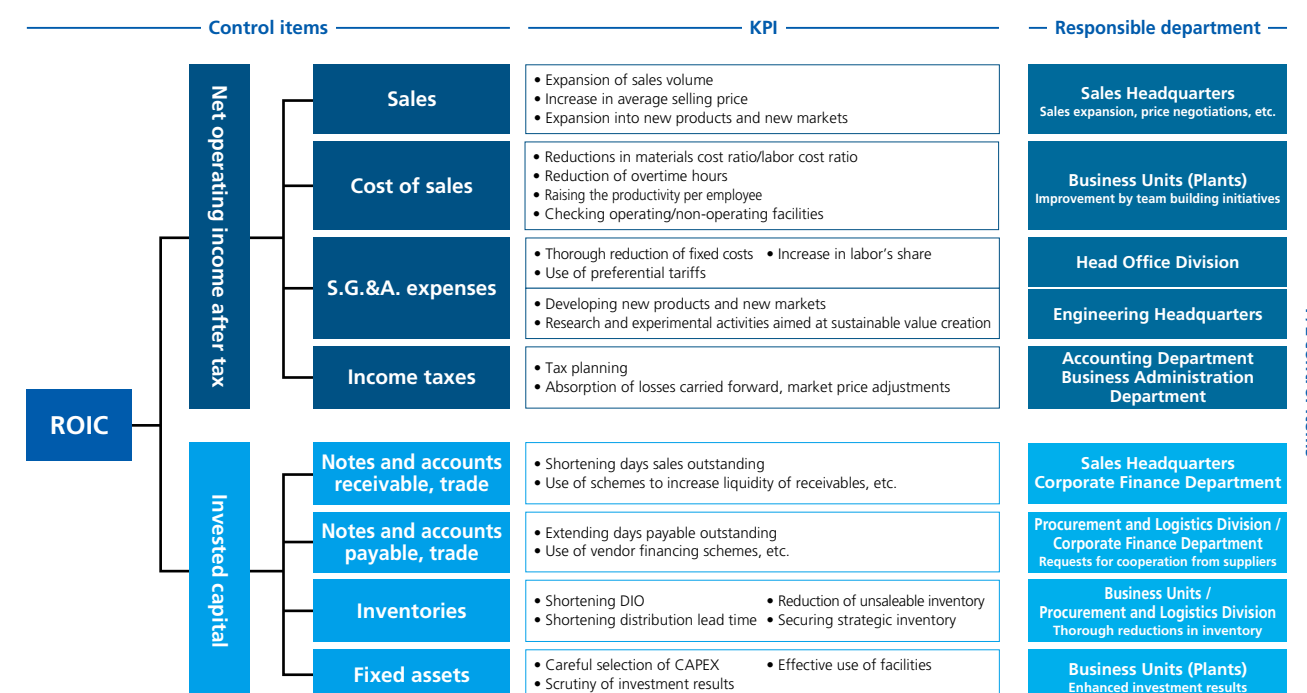 Control items
KPI
Responsible department
ROIC
Net operating income after tax
Sales
• Expansion of sales volume
• Increase in average selling price
• Expansion into new products and new markets
Sales Headquarters
Sales expansion, price negotiations, etc.
Cost of sales
• Reductions in materials cost ratio/labor cost ratio
• Reduction of overtime hours
• Raising the productivity per employee
• Checking operating/non-operating facilities
Business Units (Plants)
Improvement by team building initiatives
S.G.&A. expenses
• Thorough reduction of fixed costs • Increase in labor's share
• Use of preferential tariffs
Head Office Division
• Developing new products and new markets
• Research and experimental activities aimed at sustainable value creation
Engineering Headquarters
Income taxes
• Tax planning
• Absorption of losses carried forward, market price adjustments
Accounting Department
Business Administration
Department
Invested capital
Notes and accounts
receivable, trade
• Shortening days sales outstanding
• Use of schemes to increase liquidity of receivables, etc.
Sales Headquarters
Corporate Finance Department
Notes and accounts
payable, trade
• Extending days payable outstanding
• Use of vendor financing schemes, etc.
Procurement and Logistics Division /
Corporate Finance Department
Requests for cooperation from suppliers
Inventories
• Shortening DIO • Reduction of unsaleable inventory
• Shortening distribution lead time • Securing strategic inventory
Business Units /
Procurement and Logistics Division
Thorough reductions in inventory
Fixed assets
• Careful selection of CAPEX • Effective use of facilities
• Scrutiny of investment results
Business Units (Plants)
Enhanced investment results